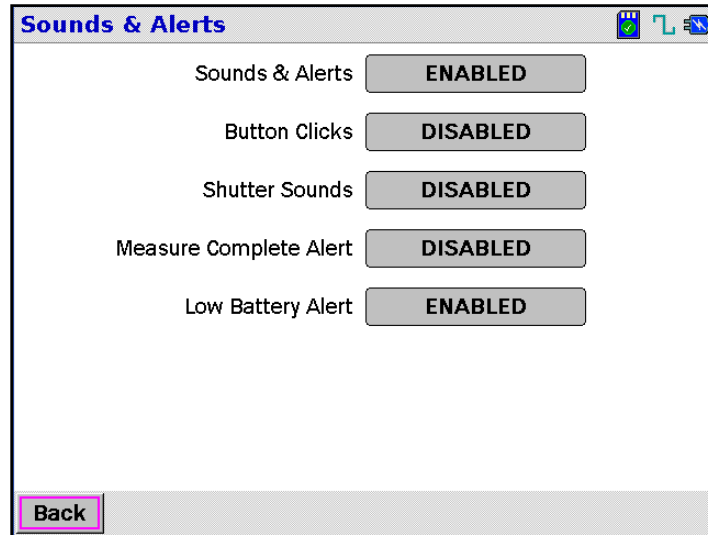 Sounds & Alerts
Sounds & Alerts ENABLED
Button Clicks DISABLED
Shutter Sounds DISABLED
Measure Complete Alert DISABLED
Low Battery Alert ENABLED
Back